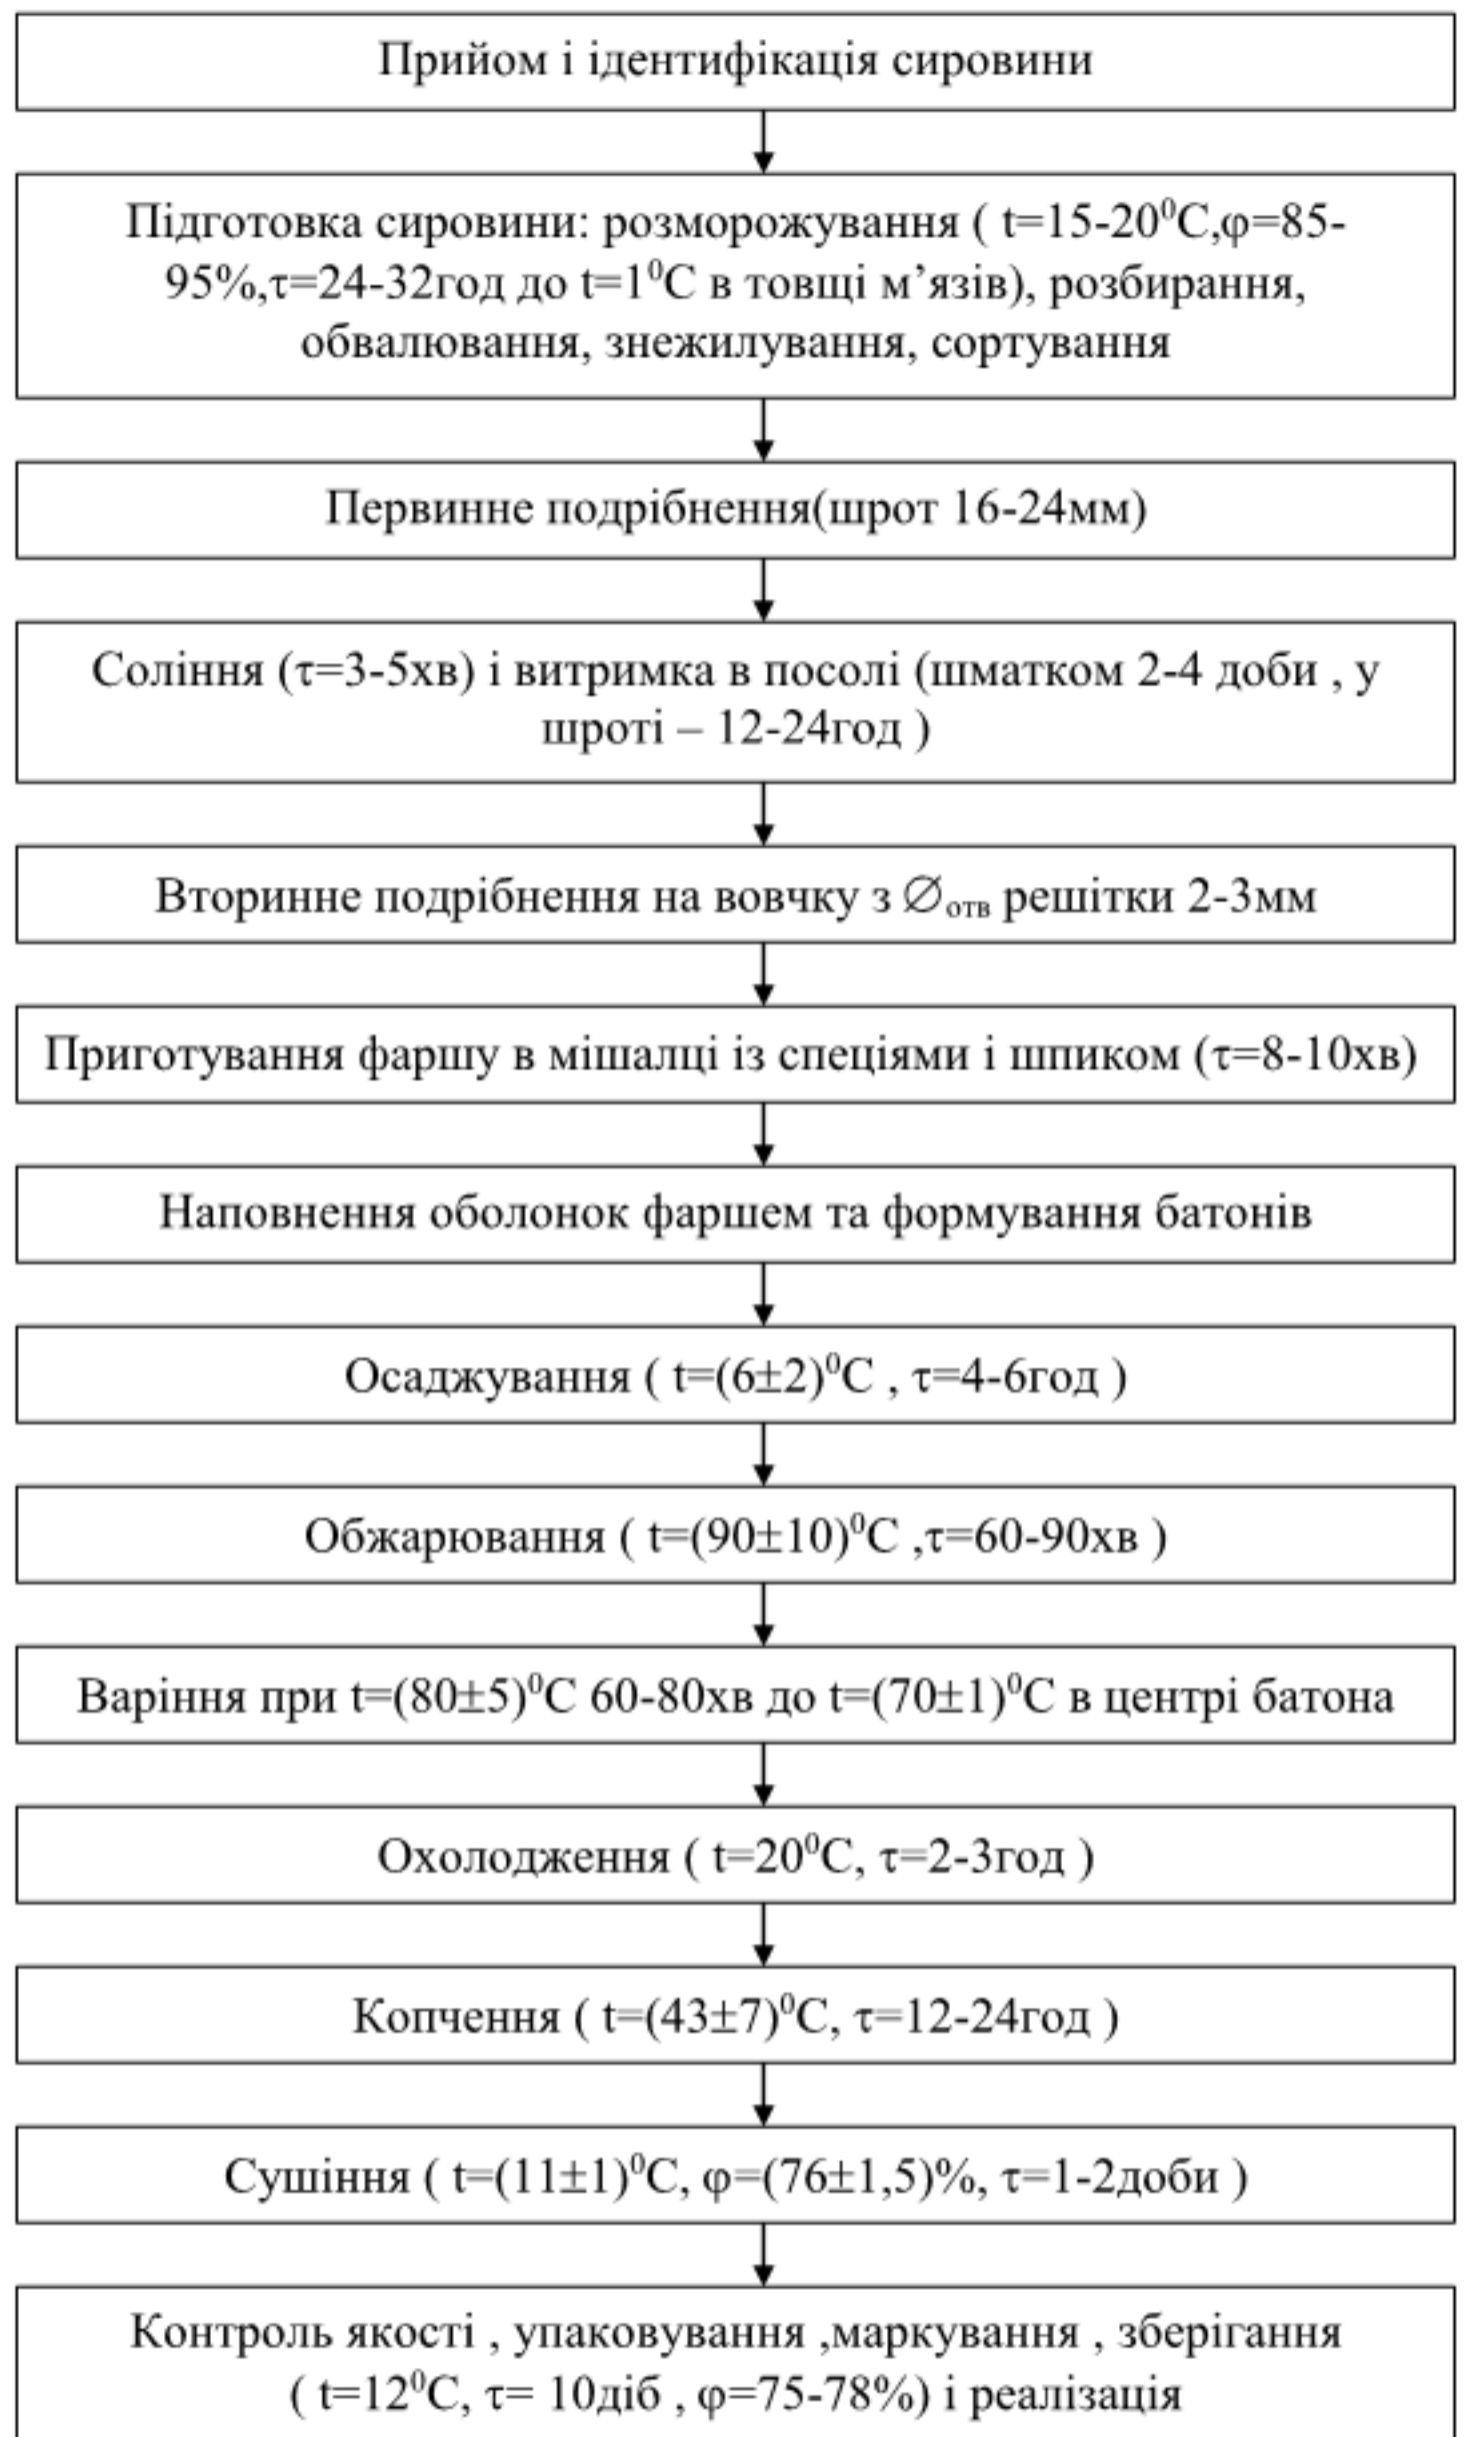 Прийом і ідентифікація сировини
Підготовка сировини: розморожування ( t=15-20⁰С,φ=85-
95%,τ=24-32год до t=1⁰С в товщі м’язів), розбирання,
обвалювання, знежилування, сортування
Первинне подрібнення(шрот 16-24мм)
Соління (τ=3-5хв) і витримка в посолі (шматком 2-4 доби , у
шроті – 12-24год )
Вторинне подрібнення на вовчку з ∅отв решітки 2-3мм
Приготування фаршу в мішалці із спеціями і шпиком (τ=8-10хв)
Наповнення оболонок фаршем та формування батонів
Осаджування ( t=(6±2)⁰С , τ=4-6год )
Обжарювання ( t=(90±10)⁰С ,τ=60-90хв )
Варіння при t=(80±5)⁰С 60-80хв до t=(70±1)⁰С в центрі батона
Охолодження ( t=20⁰С, τ=2-3год )
Копчення ( t=(43±7)⁰С, τ=12-24год )
Сушіння ( t=(11±1)⁰С, φ=(76±1,5)%, τ=1-2доби )
Контроль якості , упаковування ,маркування , зберігання
( t=12⁰С, τ= 10діб , φ=75-78%) і реалізація